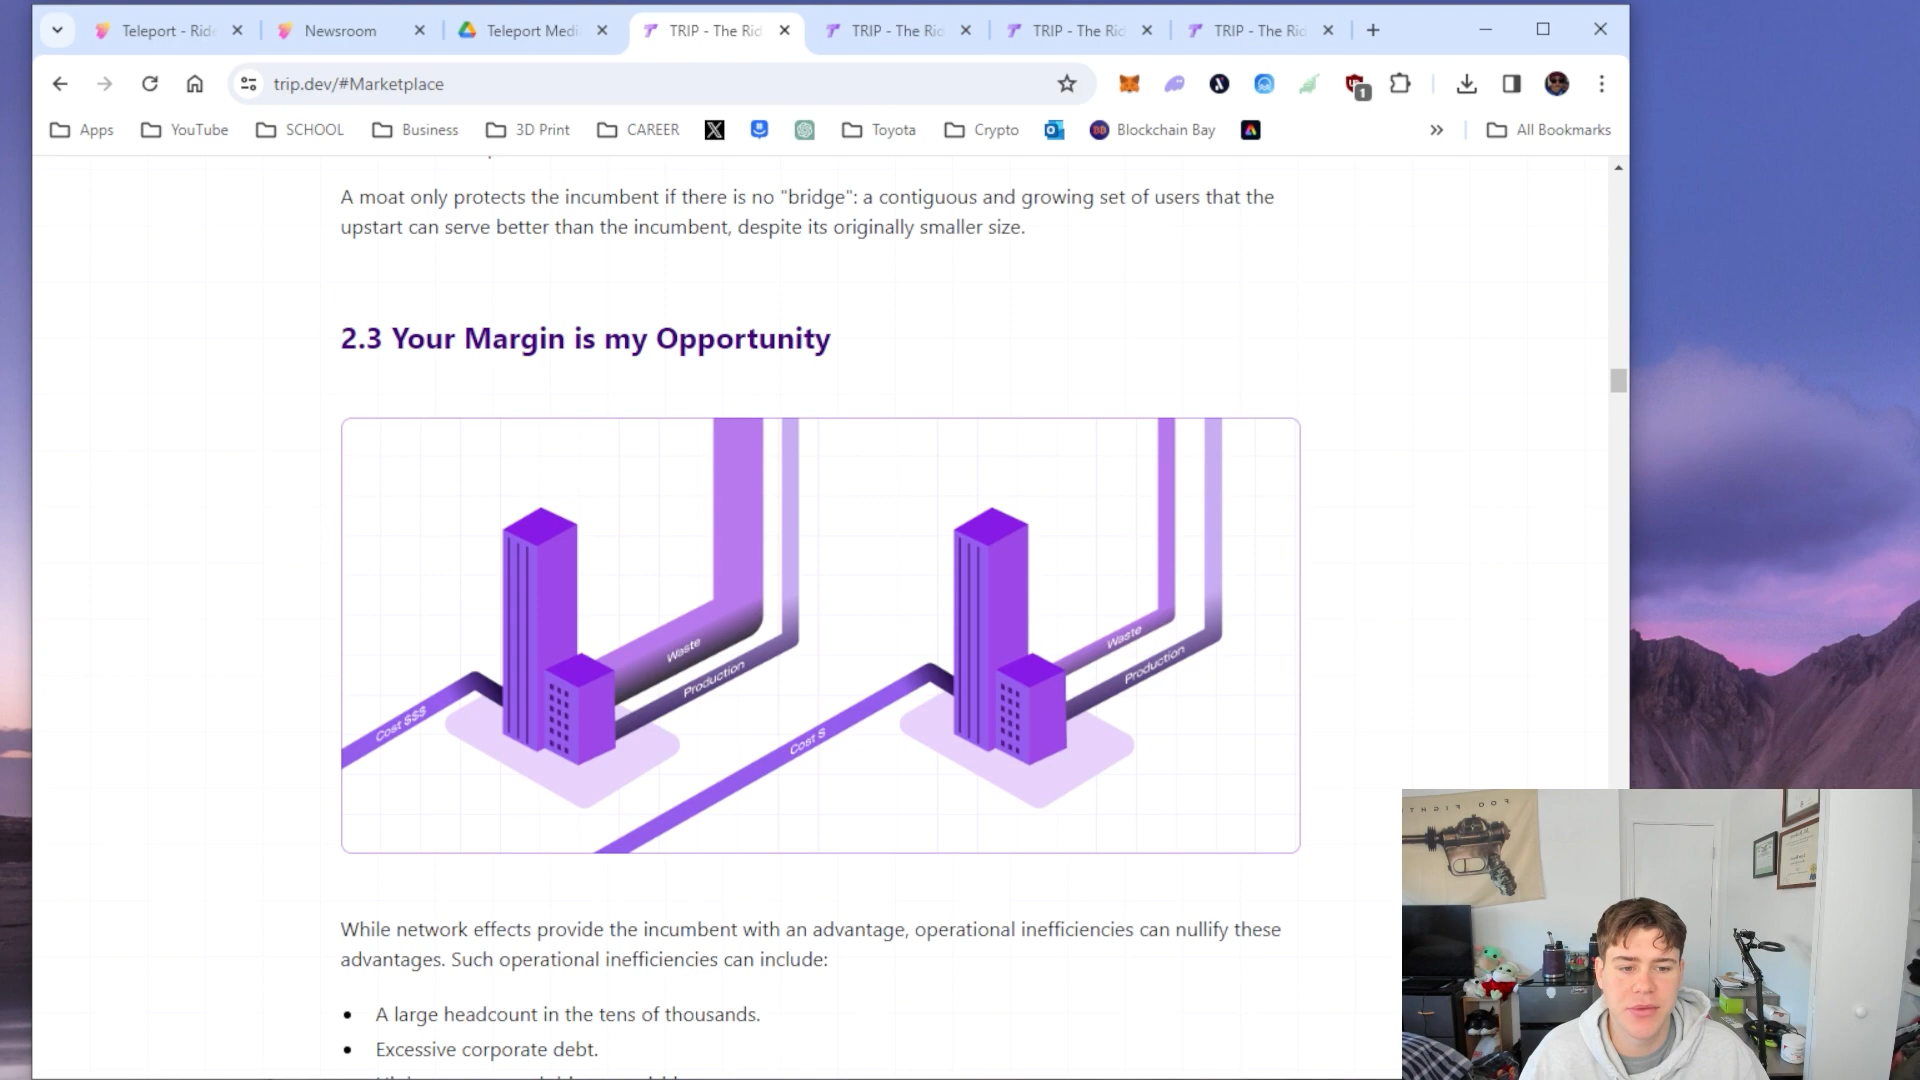 Teleport - Ride
Newsroom
Teleport Medi
TRIP - The Rid
TRIP - The Rid
TRIP - The Rid
TRIP - The Rid
trip.dev/#Marketplace
1
Apps
YouTube
SCHOOL
Business
3D Print
CAREER
Toyota
Crypto
Blockchain Bay
All Bookmarks
A moat only protects the incumbent if there is no "bridge": a contiguous and growing set of users that the
upstart can serve better than the incumbent, despite its originally smaller size.
2.3 Your Margin is my Opportunity
Waste
Production
Cost $$$
Waste
Production
Cost $
While network effects provide the incumbent with an advantage, operational inefficiencies can nullify these
advantages. Such operational inefficiencies can include:
• A large headcount in the tens of thousands.
• Excessive corporate debt.